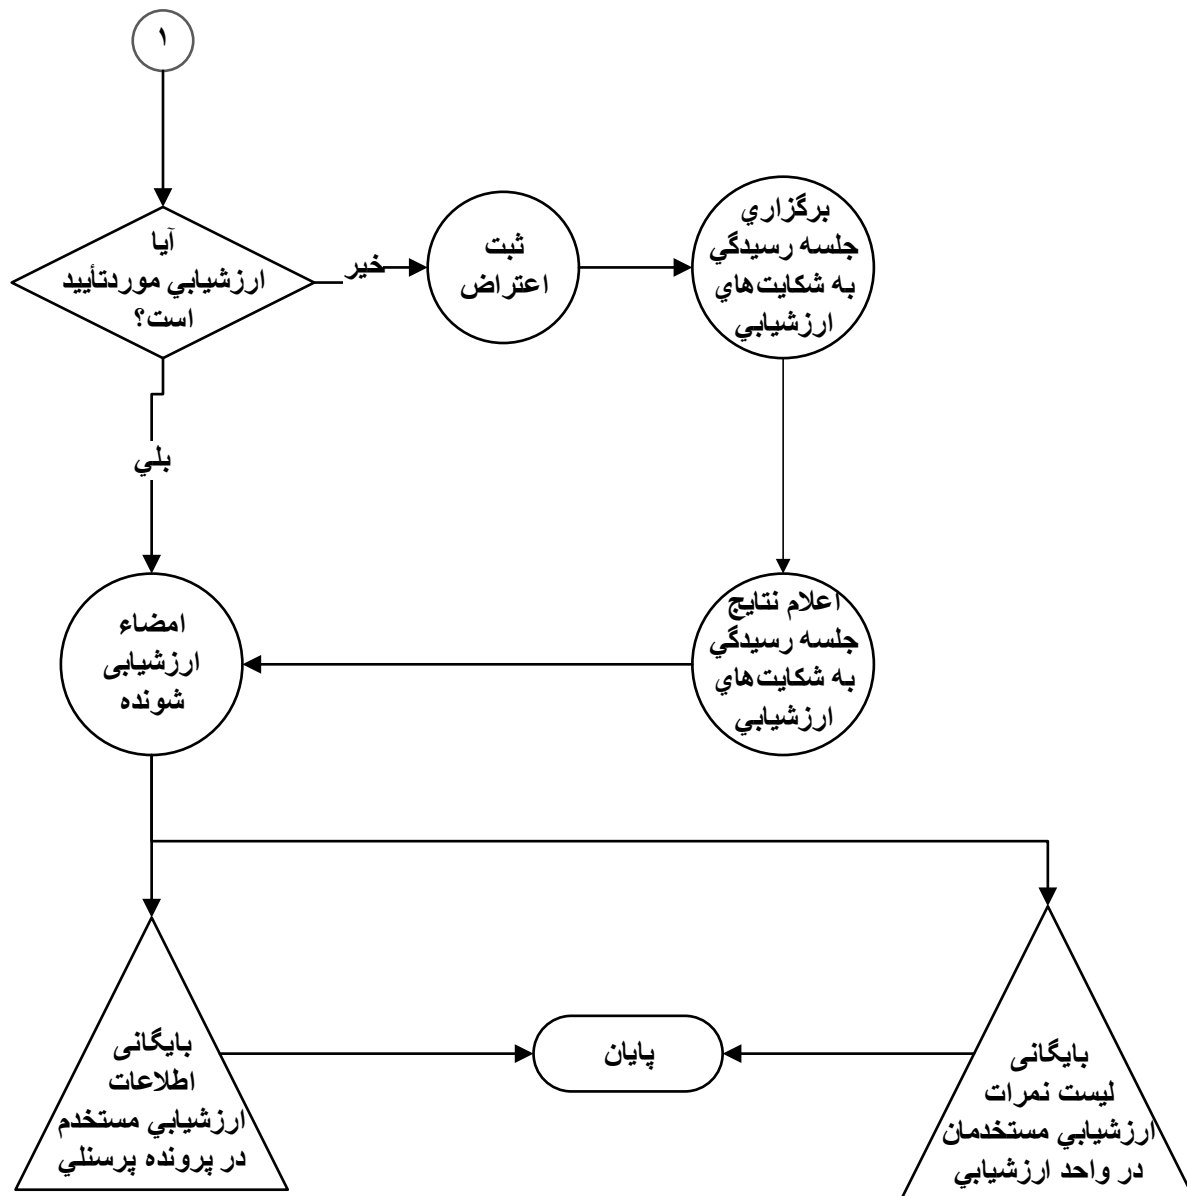 ۱
آيا
ارزشيابي موردتأييد
است؟
خير
ثبت
اعتراض
برگزاري
جلسه رسيدگي
به شكايت‌هاي
ارزشيابي
بلي
امضاء
ارزشیابی
شونده
اعلام نتايج
جلسه رسيدگي
به شكايت‌هاي
ارزشيابي
بایگانی
اطلاعات
ارزشيابي مستخدم
در پرونده پرسنلي
پایان
بایگانی
ليست نمرات
ارزشيابي مستخدمان
در واحد ارزشيابي